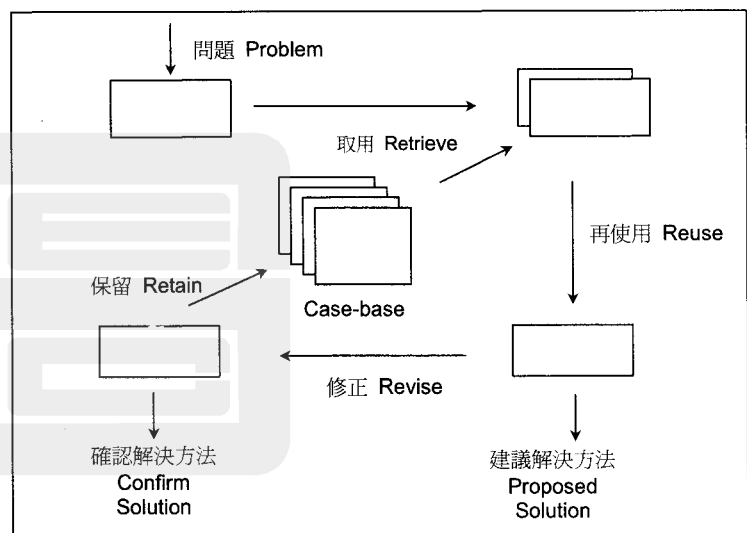 問題 Problem
取用 Retrieve
再使用 Reuse
保留 Retain
Case-base
修正 Revise
確認解決方法
Confirm
Solution
建議解決方法
Proposed
Solution